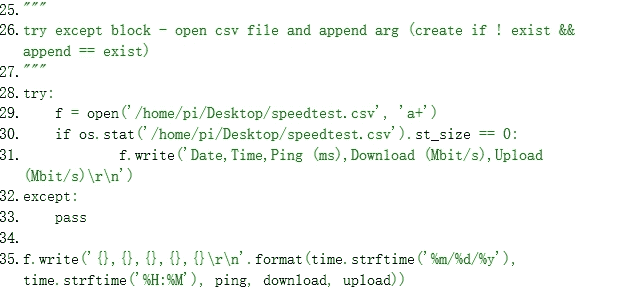 25. """
26. try except block - open csv file and append arg (create if ! exist &&
append == exist)
27. """
28. try:
29.     f = open('/home/pi/Desktop/speedtest.csv', 'a+')
30.     if os.stat('/home/pi/Desktop/speedtest.csv').st_size == 0:
31.             f.write('Date,Time,Ping (ms),Download (Mbit/s),Upload
(Mbit/s)\r\n')
32. except:
33.     pass
34.
35. f.write('{},{},{},{},{}\r\n'.format(time.strftime('%m/%d/%y'),
time.strftime('%H:%M'), ping, download, upload))